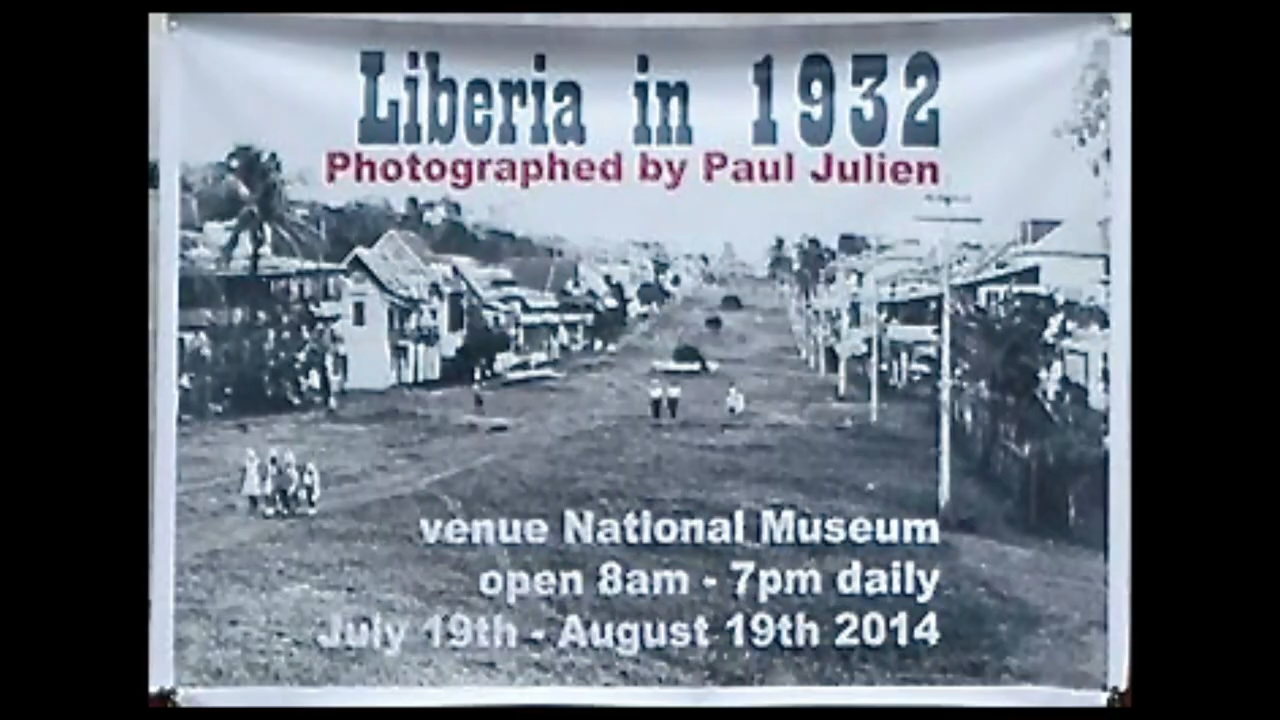 Liberia in 1932
Photographed by Paul Julien
venue National Museum
open 8am - 7pm daily
July 19th - August 19th 2014